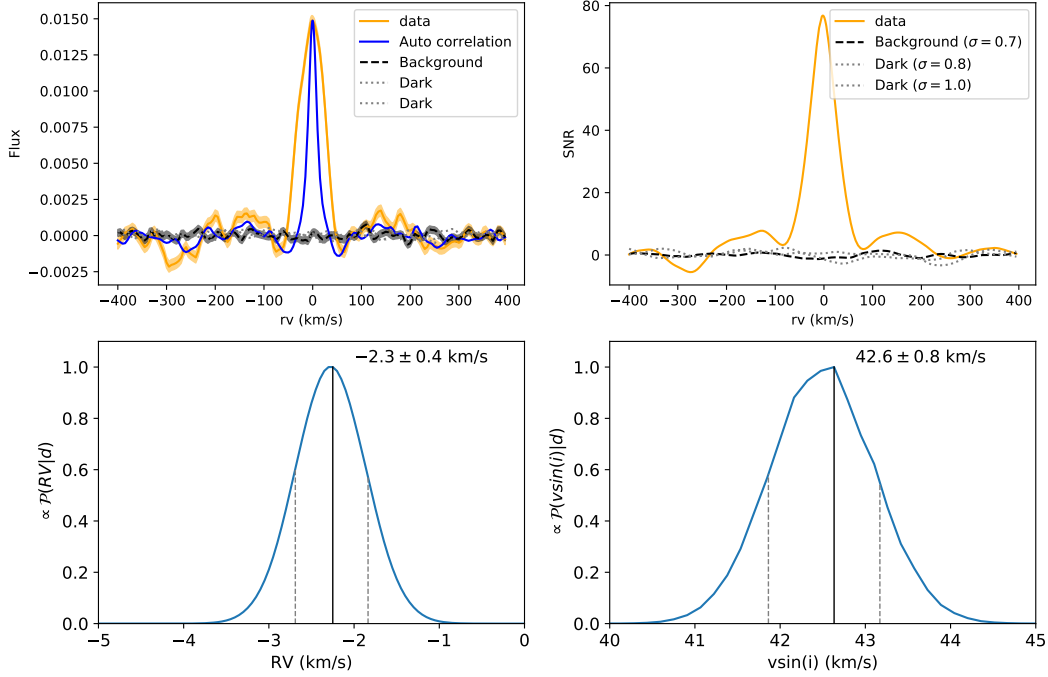 data
Auto correlation
Background
Dark
Dark
Flux
0.0150
0.0125
0.0100
0.0075
0.0050
0.0025
0.0000
−0.0025
−400 −300 −200 −100 0 100 200 300 400
rv (km/s)
data
Background (σ = 0.7)
Dark (σ = 0.8)
Dark (σ = 1.0)
SNR
80
60
40
20
0
−400 −300 −200 −100 0 100 200 300 400
rv (km/s)
−2.3 ± 0.4 km/s
∝ 𝒫(RV|d)
1.0
0.8
0.6
0.4
0.2
0.0
−5 −4 −3 −2 −1 0
RV (km/s)
42.6 ± 0.8 km/s
∝ 𝒫(vsin(i)|d)
1.0
0.8
0.6
0.4
0.2
0.0
40 41 42 43 44 45
vsin(i) (km/s)